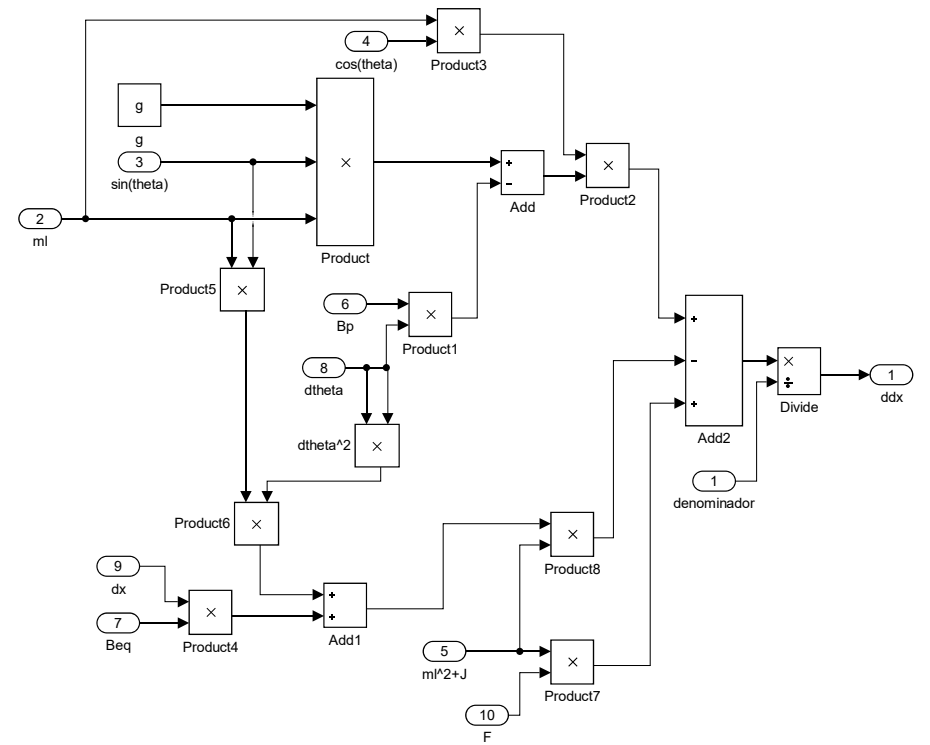 ×
Product3
4
cos(theta)
g
g
×
Product
3
sin(theta)
+
−
Add
×
Product2
2
ml
Product5
×
6
Bp
×
Product1
8
dtheta
dtheta^2
×
+
−
+
Add2
×
÷
Divide
1
ddx
1
denominador
Product6
×
×
Product8
9
dx
7
Beq
×
Product4
+
+
Add1
5
ml^2+J
×
Product7
10
F